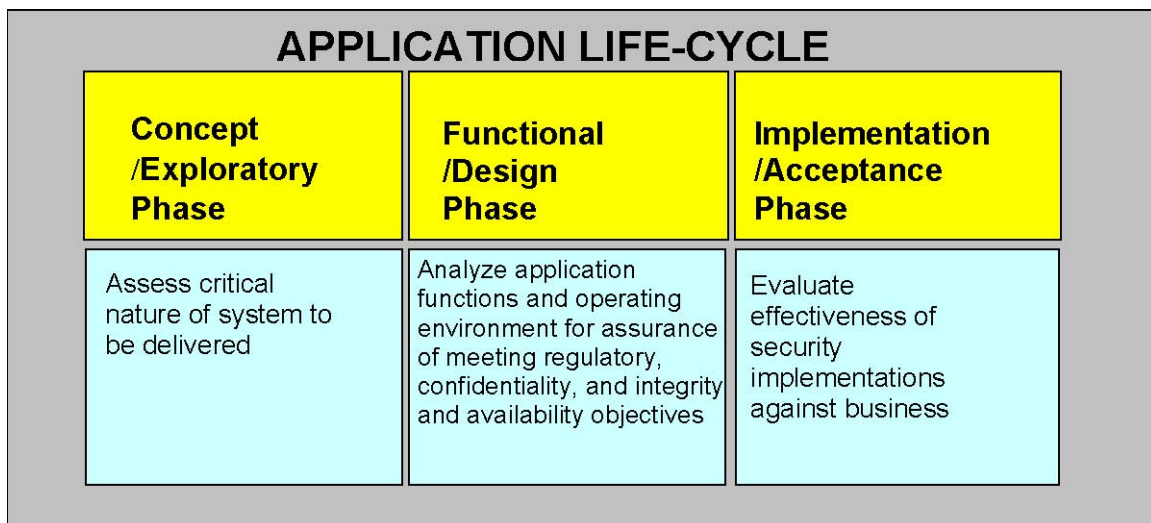 APPLICATION LIFE-CYCLE
Concept
/Exploratory
Phase
Functional
/Design
Phase
Implementation
/Acceptance
Phase
Assess critical
nature of system to
be delivered
Analyze application
functions and operating
environment for assurance
of meeting regulatory,
confidentiality, and integrity
and availability objectives
Evaluate
effectiveness of
security
implementations
against business